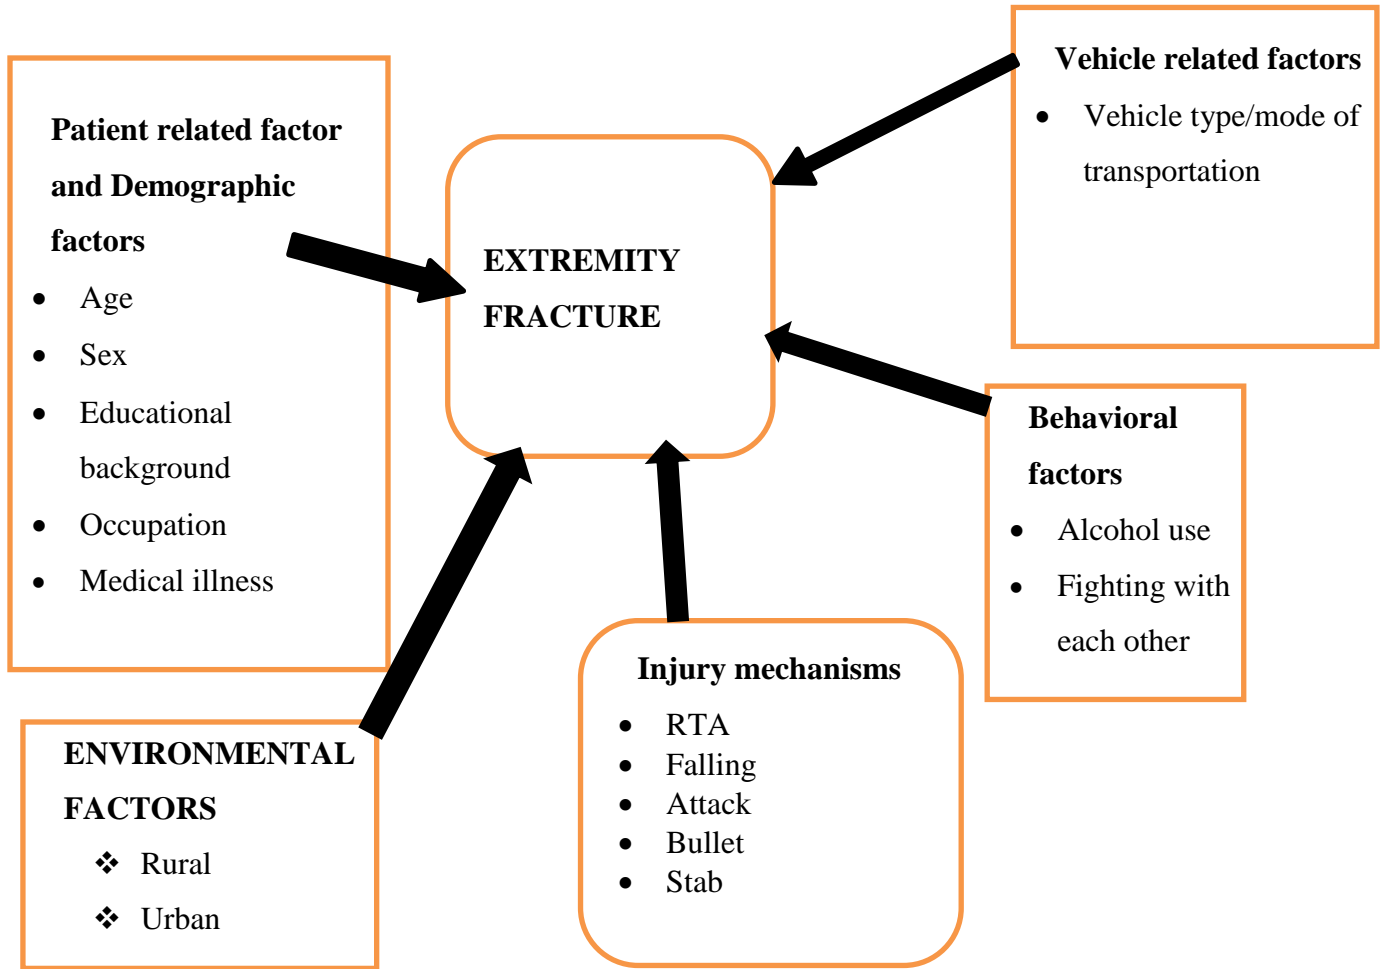 Patient related factor
and Demographic
factors
• Age
• Sex
• Educational
background
• Occupation
• Medical illness
EXTREMITY
FRACTURE
Vehicle related factors
• Vehicle type/mode of
transportation
Behavioral
factors
• Alcohol use
• Fighting with
each other
ENVIRONMENTAL
FACTORS
❖ Rural
❖ Urban
Injury mechanisms
• RTA
• Falling
• Attack
• Bullet
• Stab